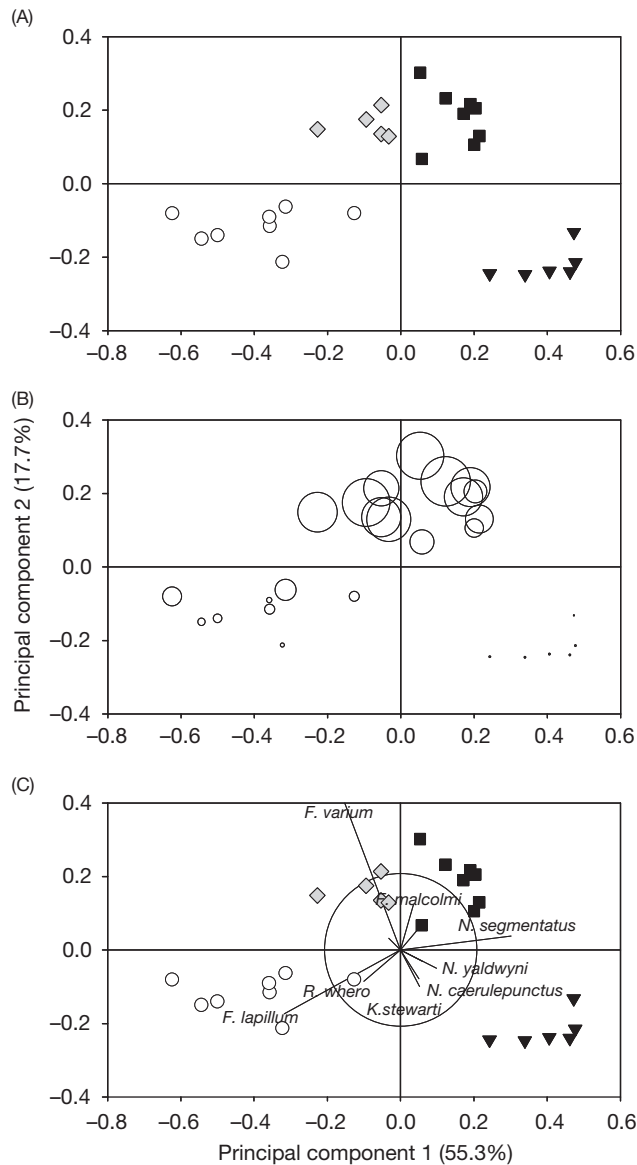 (A)
0.4
0.2
0.0
−0.2
−0.4
−0.8 −0.6 −0.4 −0.2 0.0 0.2 0.4 0.6
(B)
0.4
0.2
0.0
−0.2
−0.4
−0.8 −0.6 −0.4 −0.2 0.0 0.2 0.4 0.6
Principal component 2 (17.7%)
(C)
0.4
F. varium
0.2
F. malcolmi
N. segmentatus
0.0
N. yaldwyni
R. whero
N. caerulepunctus
K.stewarti
F. lapillum
−0.2
−0.4
−0.8 −0.6 −0.4 −0.2 0.0 0.2 0.4 0.6
Principal component 1 (55.3%)